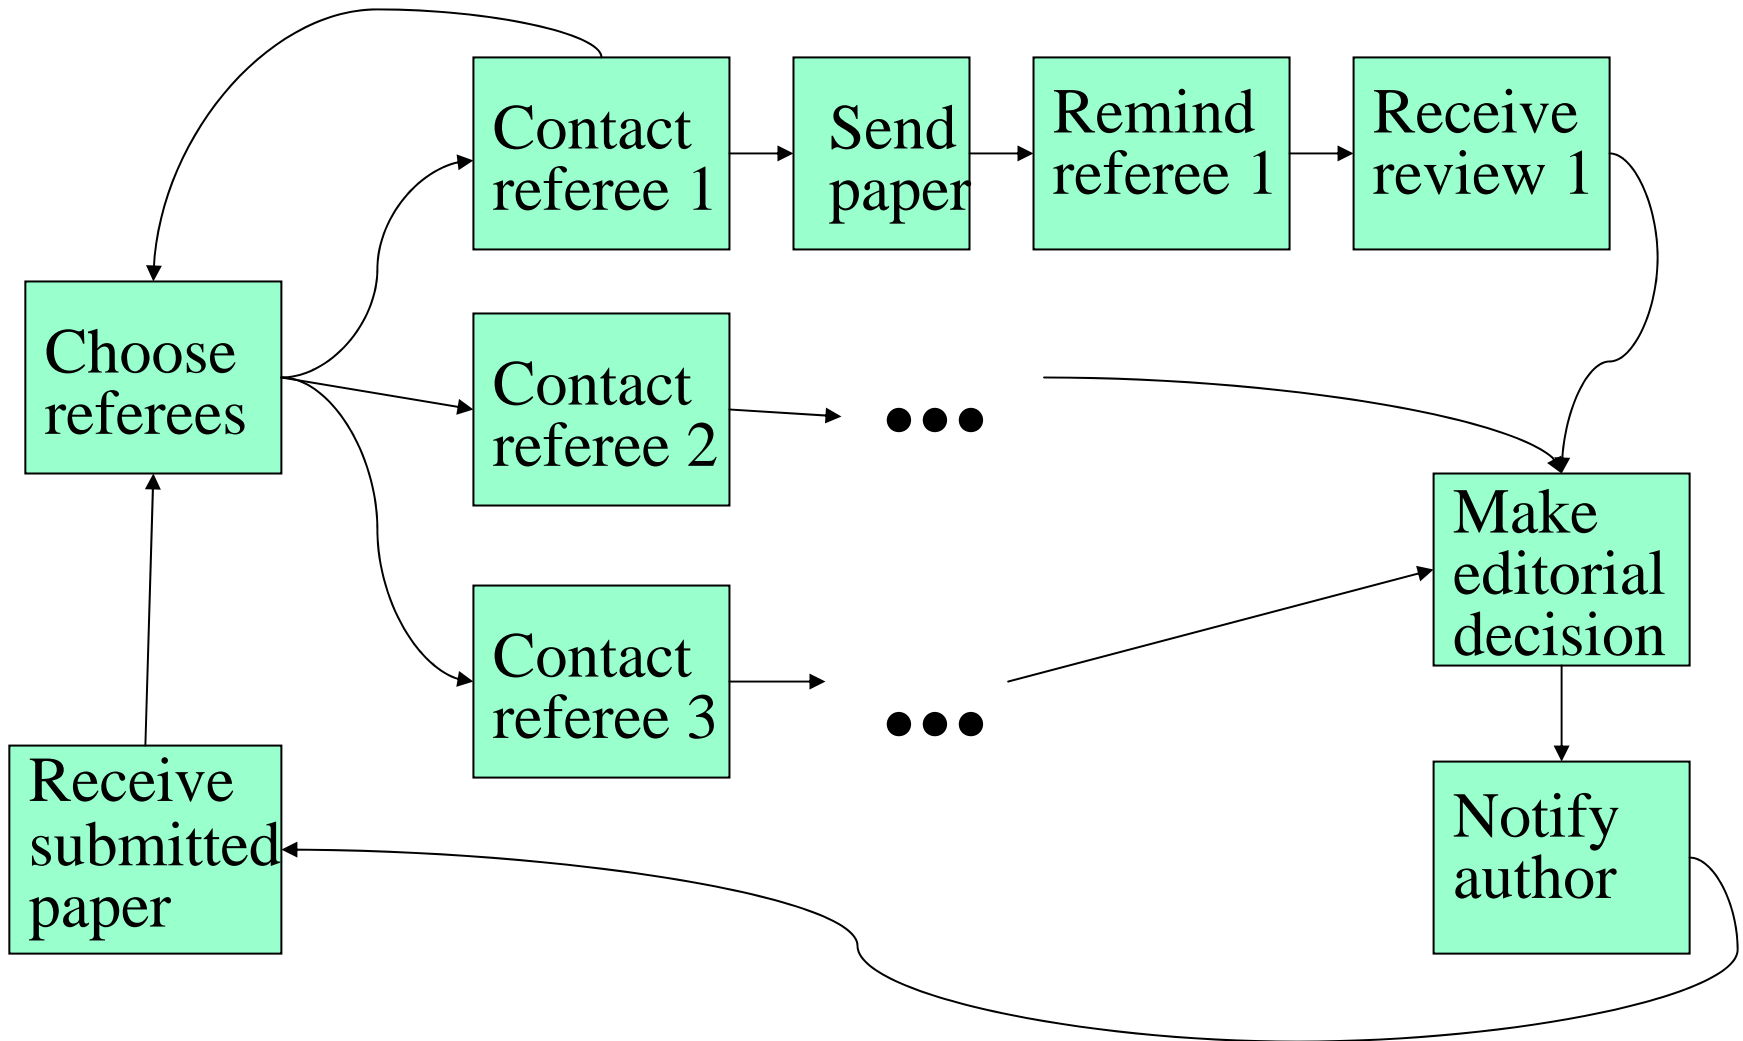 Contact
referee 1
Send
paper
Remind
referee 1
Receive
review 1
Choose
referees
Contact
referee 2
•••
Make
editorial
decision
Contact
referee 3
•••
Receive
submitted
paper
Notify
author